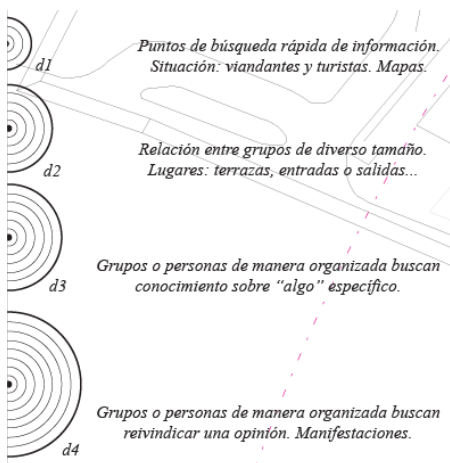 Puntos de búsqueda rápida de información.
Situación: viandantes y turistas. Mapas.
d1
Relación entre grupos de diverso tamaño.
Lugares: terrazas, entradas o salidas...
d2
Grupos o personas de manera organizada buscan
conocimiento sobre “algo” específico.
d3
Grupos o personas de manera organizada buscan
reivindicar una opinión. Manifestaciones.
d4